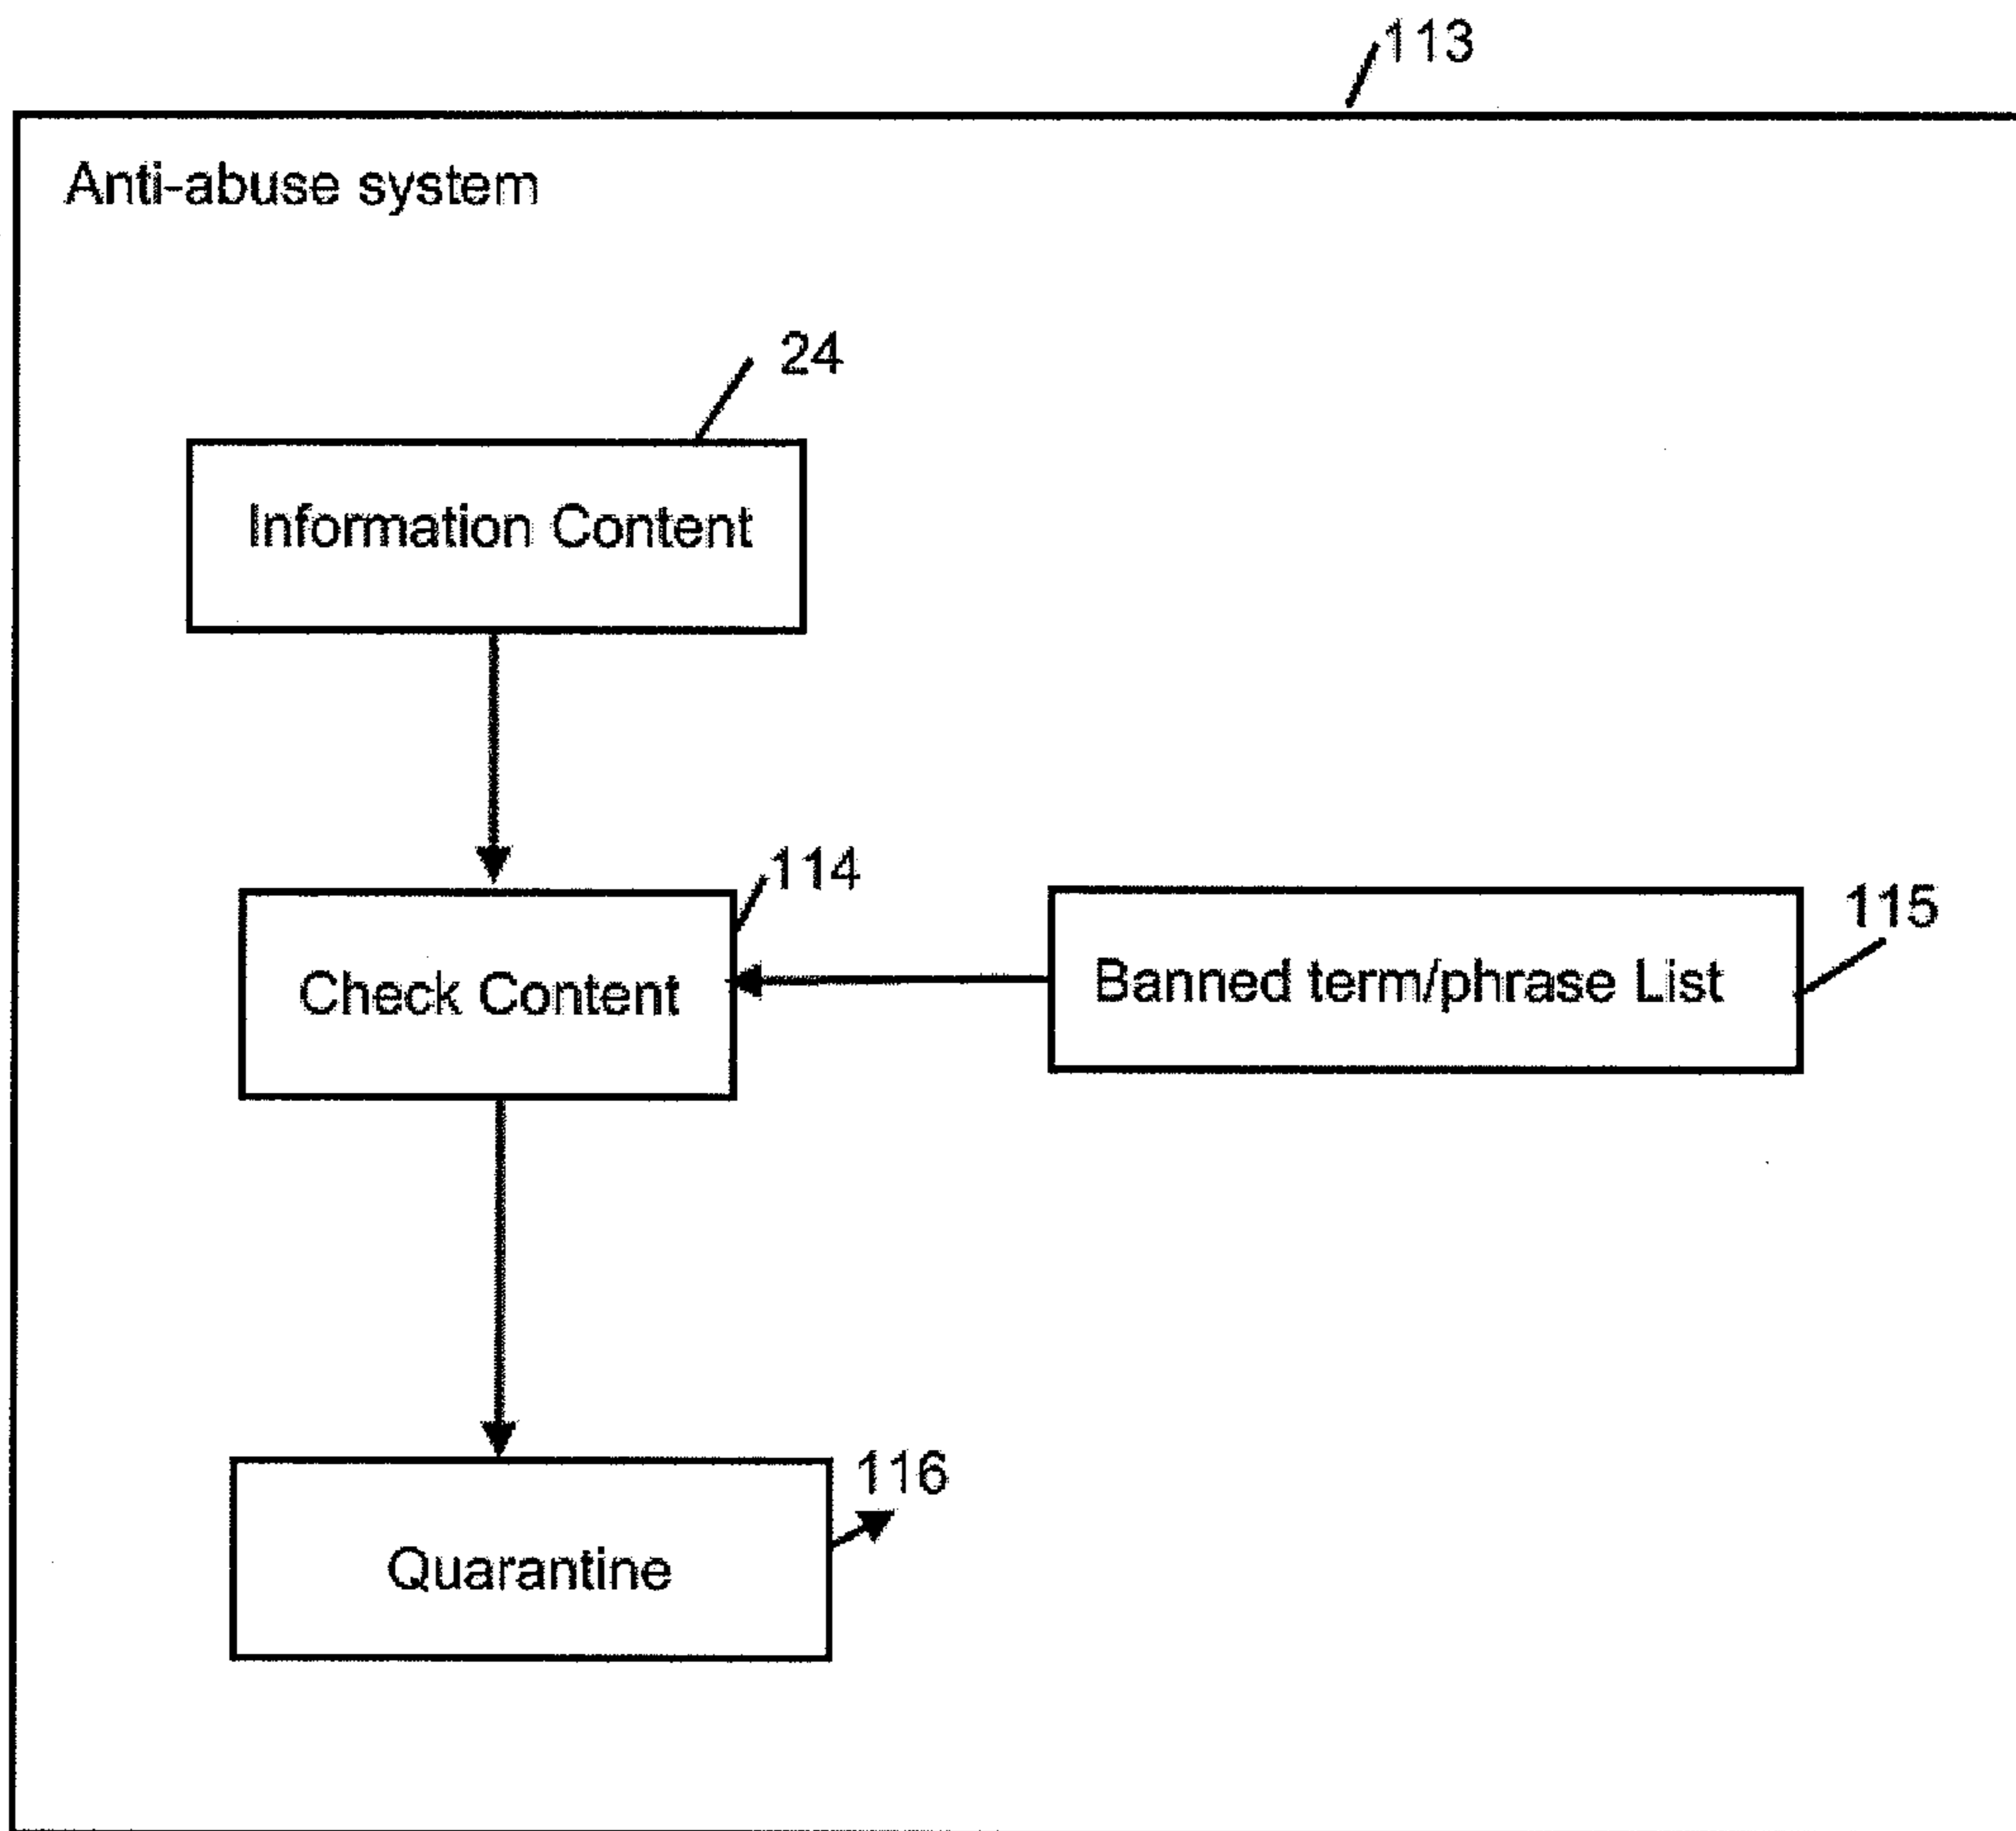 113
Anti-abuse system
24
Information Content
114
Check Content
115
Banned term/phrase List
116
Quarantine